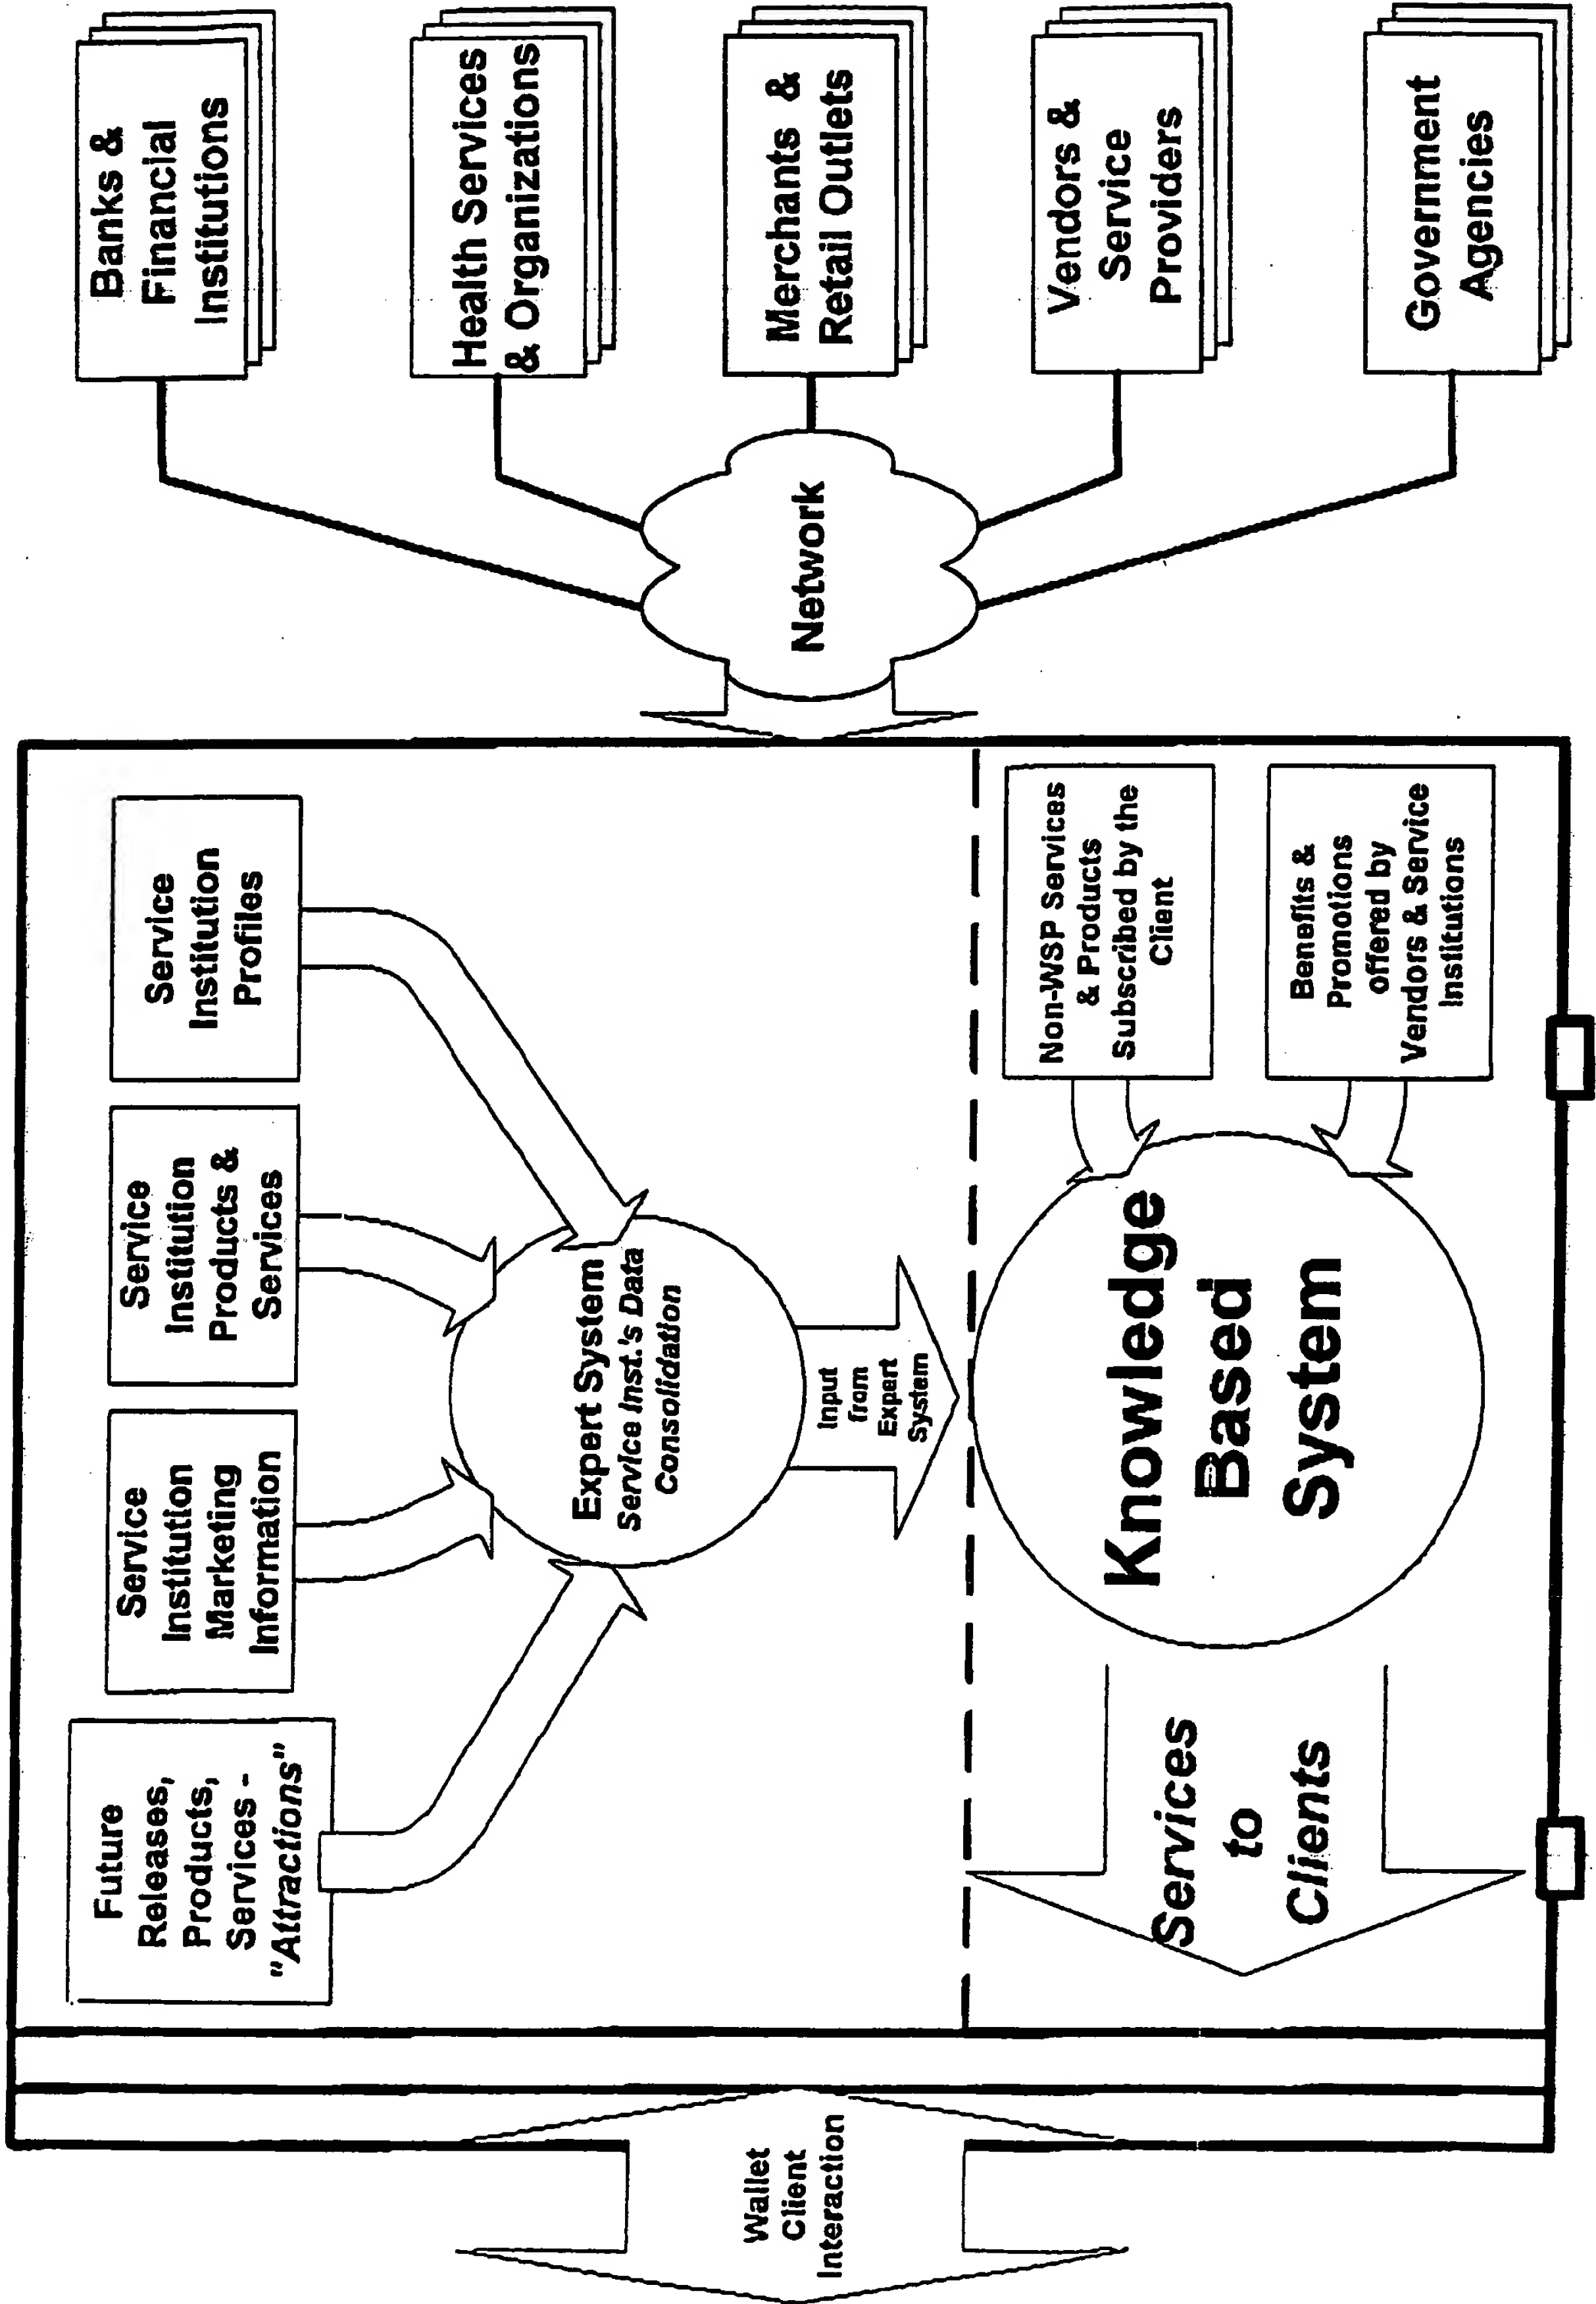 Future
Releases,
Products,
Services -
"Attractions"
Service
Institution
Marketing
Information
Service
Institution
Products &
Services
Service
Institution
Profiles
Banks &
Financial
Institutions
Health Services
& Organizations
Merchants &
Retail Outlets
Vendors &
Service
Providers
Government
Agencies
Network
Expert System
Service Inst.'s Data
Consolidation
Input
from
Expert
System
Wallet
Client
Interaction
Services
to
Clients
Knowledge
Based
System
Non-WSP Services
& Products
Subscribed by the
Client
Benefits &
Promotions
offered by
Vendors & Service
Institutions